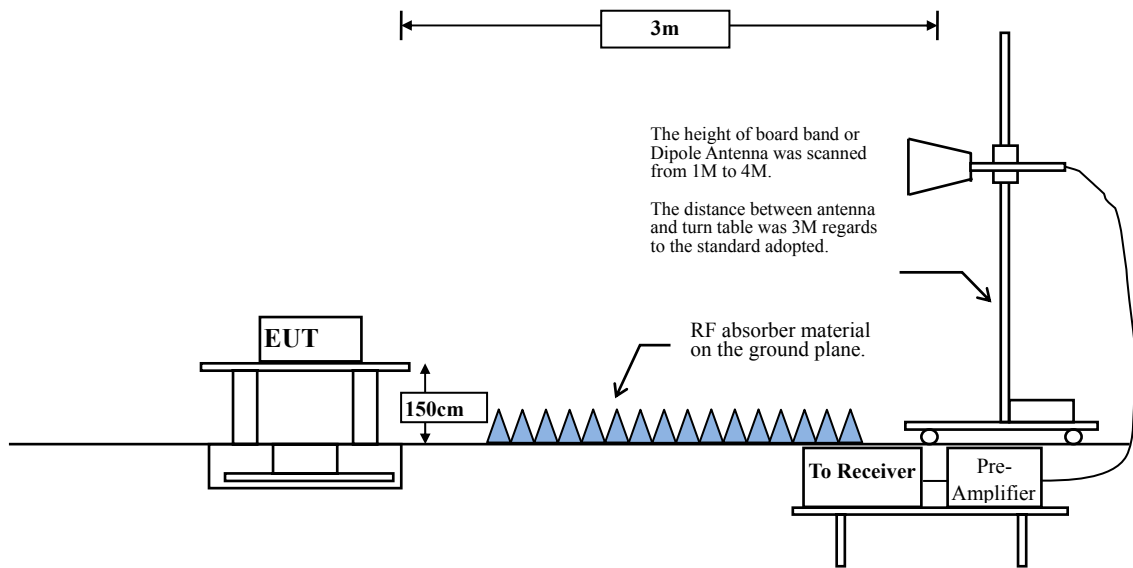 3m
The height of board band or
Dipole Antenna was scanned
from 1M to 4M.
The distance between antenna
and turn table was 3M regards
to the standard adopted.
EUT
RF absorber material
on the ground plane.
150cm
To Receiver
Pre-
Amplifier